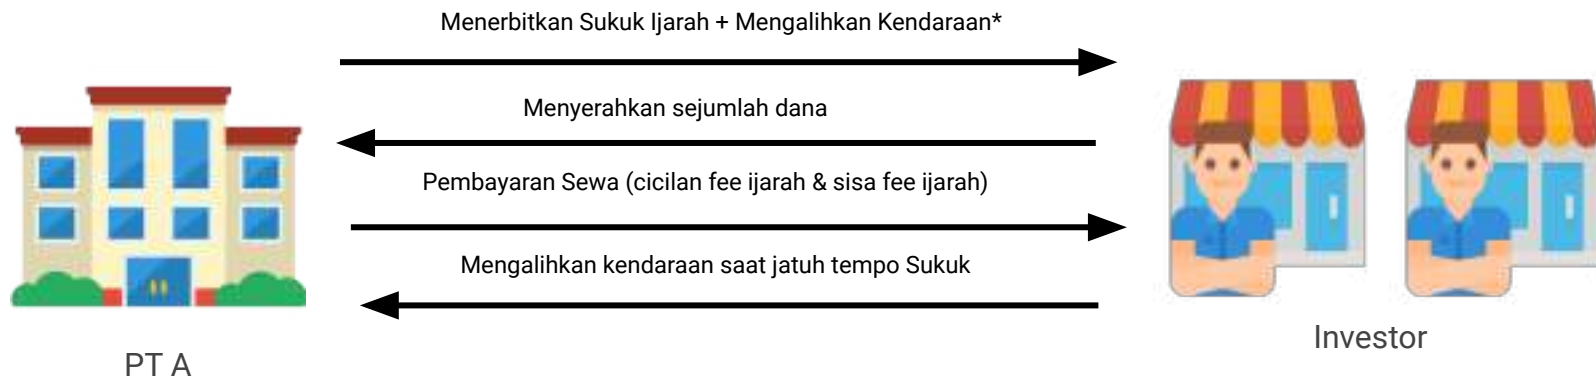 Menerbitkan Sukuk Ijarah + Mengalihkan Kendaraan*
Menyerahkan sejumlah dana
Pembayaran Sewa (cicilan fee ijarah & sisa fee ijarah)
Mengalihkan kendaraan saat jatuh tempo Sukuk
Investor
PT A